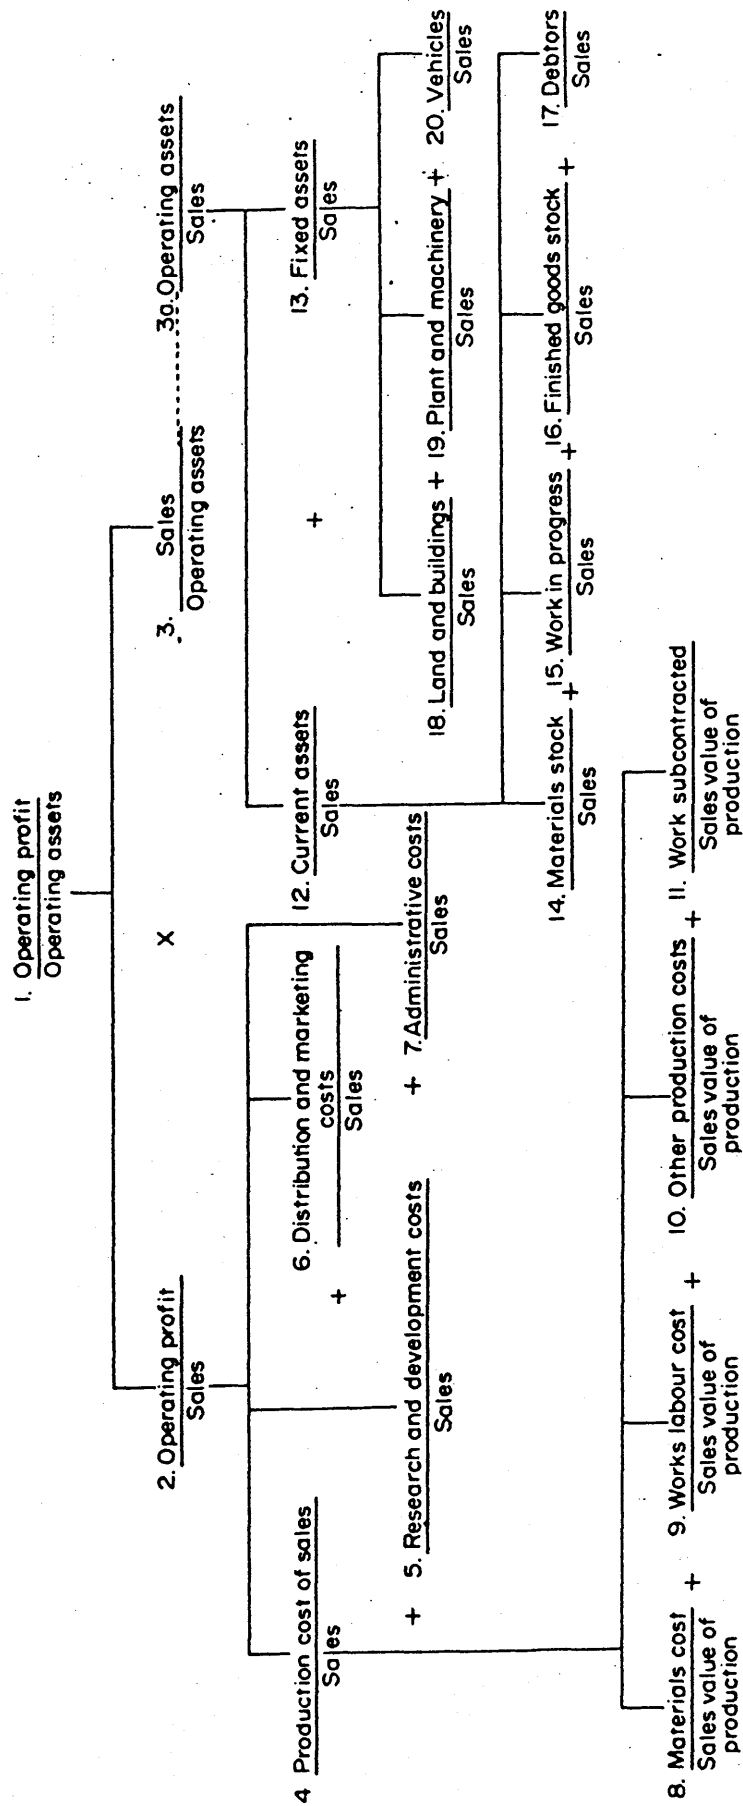 1. Operating profit
Operating assets
X
2. Operating profit
Sales
3. Sales
Operating assets
3a. Operating assets
Sales
4 Production cost of sales
Sales
+
5. Research and development costs
Sales
+
6. Distribution and marketing
costs
Sales
+
7. Administrative costs
Sales
12. Current assets
Sales
+
13. Fixed assets
Sales
18. Land and buildings
Sales
+
19. Plant and machinery
Sales
+
20. Vehicles
Sales
14. Materials stock
Sales
+
15. Work in progress
Sales
+
16. Finished goods stock
Sales
+
17. Debtors
Sales
8. Materials cost
Sales value of
production
+
9. Works labour cost
Sales value of
production
+
10. Other production costs
Sales value of
production
+
11. Work subcontracted
Sales value of
production